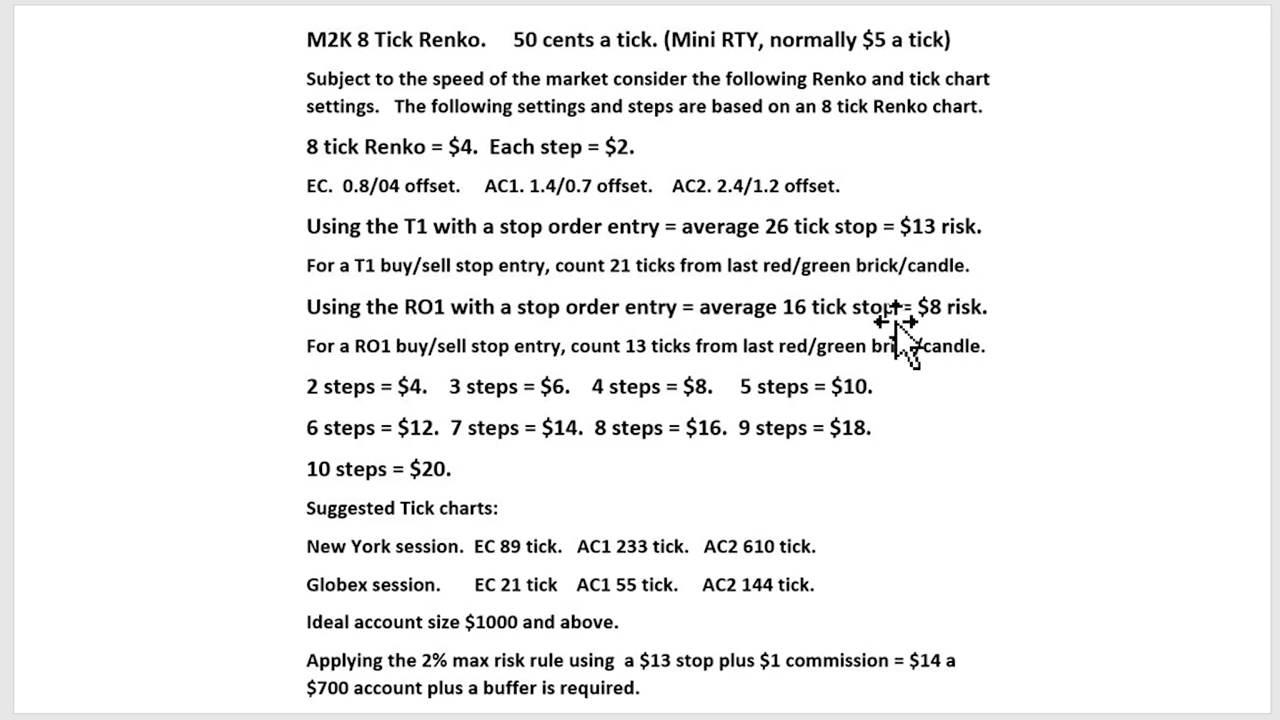 M2K 8 Tick Renko. 50 cents a tick. (Mini RTY, normally $5 a tick)
Subject to the speed of the market consider the following Renko and tick chart
settings. The following settings and steps are based on an 8 tick Renko chart.
8 tick Renko = $4. Each step = $2.
EC. 0.8/04 offset. AC1. 1.4/0.7 offset. AC2. 2.4/1.2 offset.
Using the T1 with a stop order entry = average 26 tick stop = $13 risk.
For a T1 buy/sell stop entry, count 21 ticks from last red/green brick/candle.
Using the RO1 with a stop order entry = average 16 tick stop = $8 risk.
For a RO1 buy/sell stop entry, count 13 ticks from last red/green brick/candle.
2 steps = $4. 3 steps = $6. 4 steps = $8. 5 steps = $10.
6 steps = $12. 7 steps = $14. 8 steps = $16. 9 steps = $18.
10 steps = $20.
Suggested Tick charts:
New York session. EC 89 tick. AC1 233 tick. AC2 610 tick.
Globex session. EC 21 tick AC1 55 tick. AC2 144 tick.
Ideal account size $1000 and above.
Applying the 2% max risk rule using a $13 stop plus $1 commission = $14 a
$700 account plus a buffer is required.